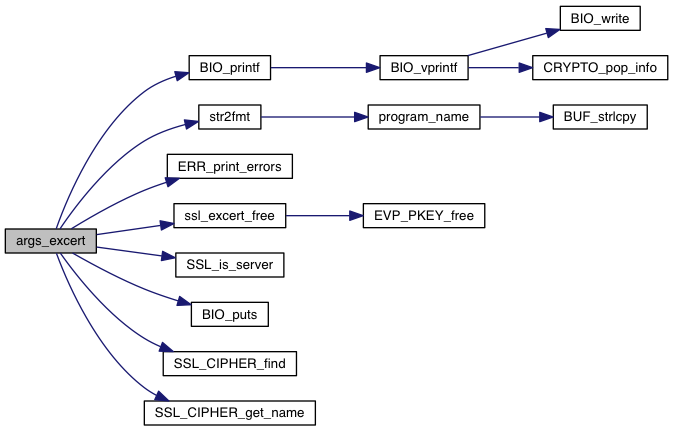 BIO_write
BIO_printf
BIO_vprintf
CRYPTO_pop_info
str2fmt
program_name
BUF_strlcpy
ERR_print_errors
ssl_excert_free
EVP_PKEY_free
args_excert
SSL_is_server
BIO_puts
SSL_CIPHER_find
SSL_CIPHER_get_name